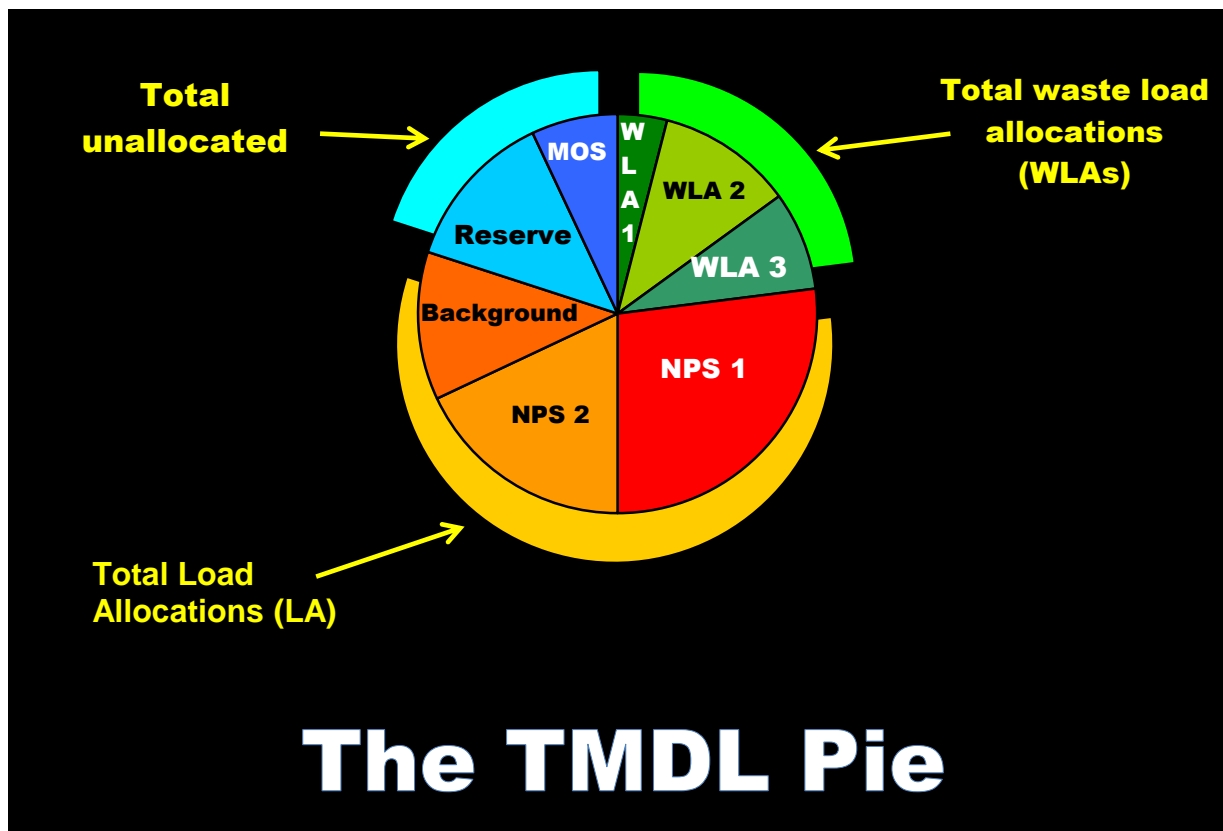 Total
unallocated
Total waste load
allocations
(WLAs)
MOS
W
L
A
1
WLA 2
Reserve
WLA 3
Background
NPS 1
NPS 2
Total Load
Allocations (LA)
The TMDL Pie